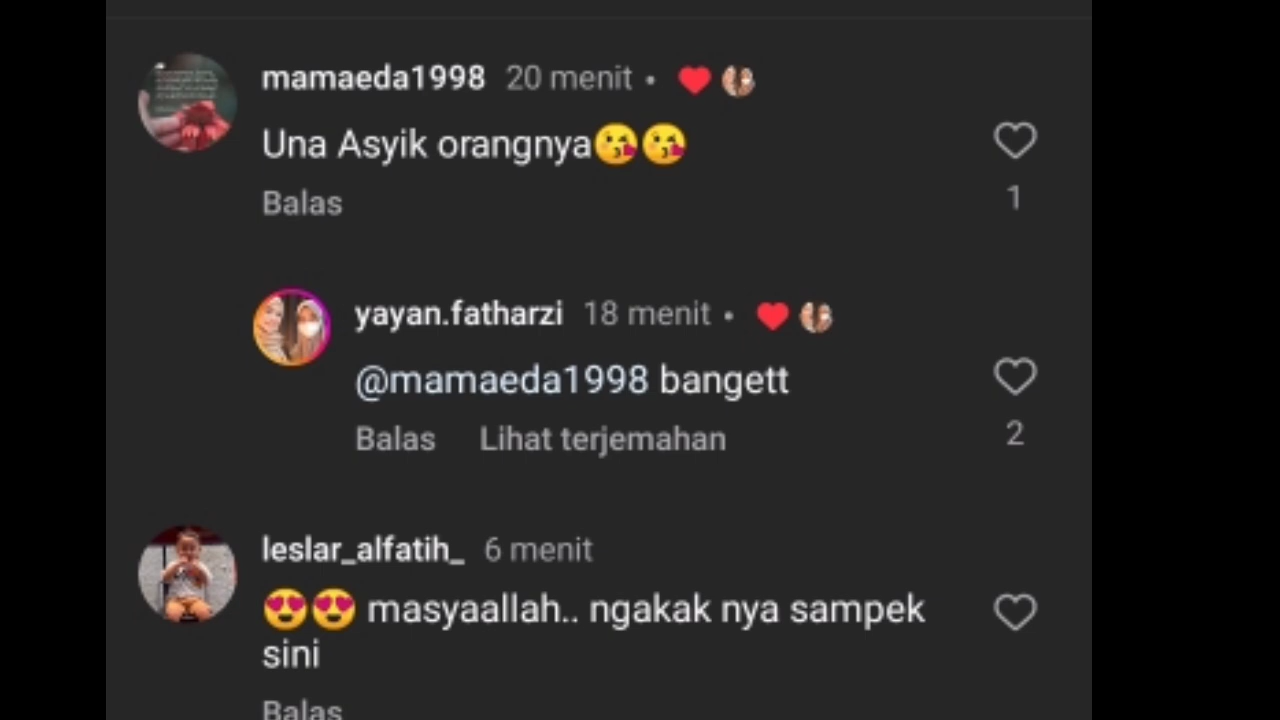 mamaeda1998 20 menit •
Una Asyik orangnya😘😘
1
Balas
yayan.fatharzi 18 menit •
@mamaeda1998 bangett
2
Balas Lihat terjemahan
leslar_alfatih_ 6 menit
😍😍 masyaallah.. ngakak nya sampek
sini
Balas